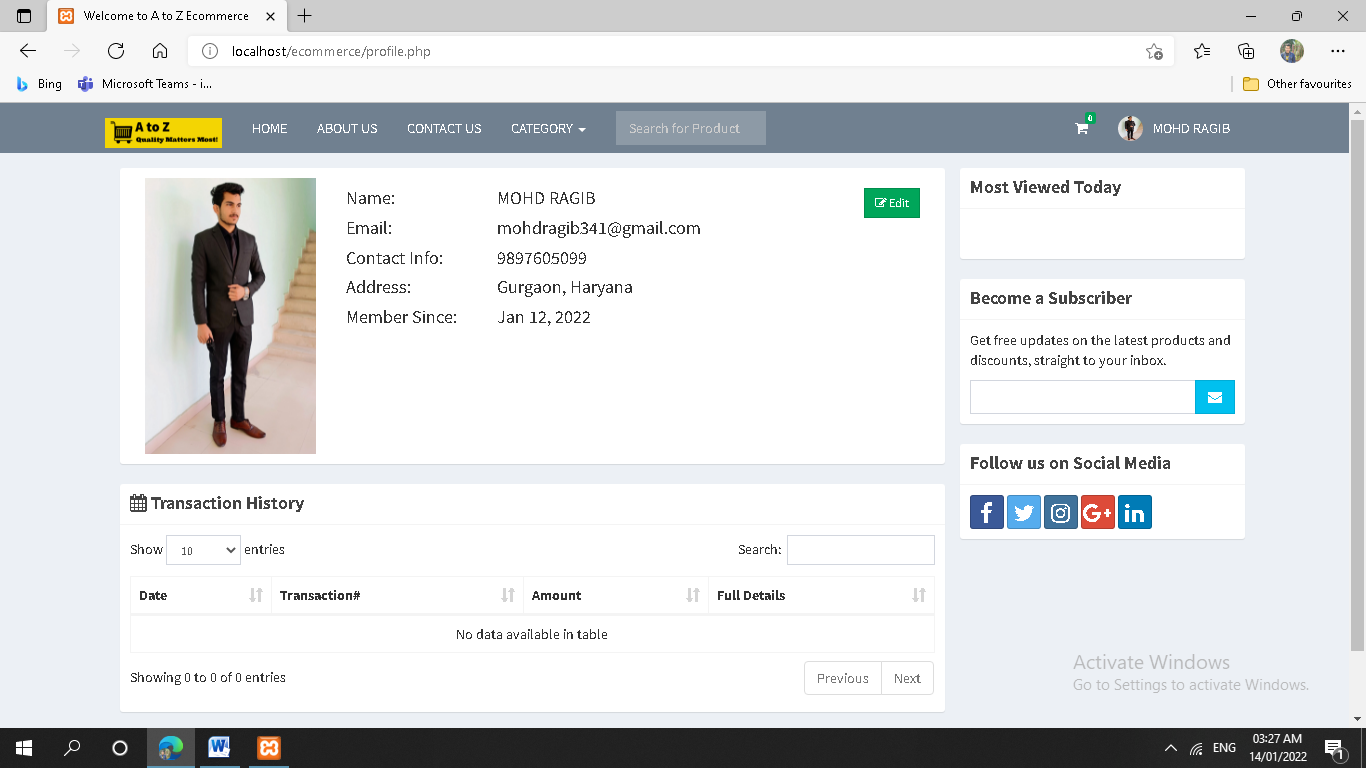 Welcome to A to Z Ecommerce
localhost/ecommerce/profile.php
Bing
Microsoft Teams - i...
Other favourites
A to Z
Quality Matters Most!
HOME
ABOUT US
CONTACT US
CATEGORY
Search for Product
0
MOHD RAGIB
Name: MOHD RAGIB
Edit
Email: mohdragib341@gmail.com
Contact Info: 9897605099
Address: Gurgaon, Haryana
Member Since: Jan 12, 2022
Most Viewed Today
Become a Subscriber
Get free updates on the latest products and
discounts, straight to your inbox.
Follow us on Social Media
Transaction History
Show 10 entries
Search:
Date Transaction# Amount Full Details
No data available in table
Showing 0 to 0 of 0 entries
Previous Next
Activate Windows
Go to Settings to activate Windows.
ENG
03:27 AM
14/01/2022
1